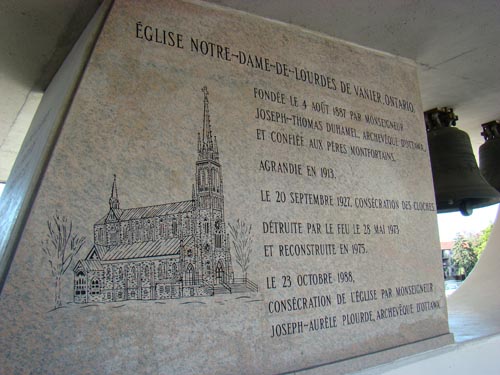 ÉGLISE NOTRE-DAME-DE-LOURDES DE VANIER, ONTARIO
FONDÉE LE 4 AOÛT 1887 PAR MONSEIGNEUR
JOSEPH-THOMAS DUHAMEL, ARCHEVÊQUE D'OTTAWA,
ET CONFIÉE AUX PÈRES MONTFORTAINS.
AGRANDIE EN 1913.
LE 20 SEPTEMBRE 1927, CONSÉCRATION DES CLOCHES
DÉTRUITE PAR LE FEU LE 28 MAI 1973
ET RECONSTRUITE EN 1975.
LE 23 OCTOBRE 1988,
CONSÉCRATION DE L'ÉGLISE PAR MONSEIGNEUR
JOSEPH-AURÈLE PLOURDE, ARCHEVÊQUE D'OTTAWA.